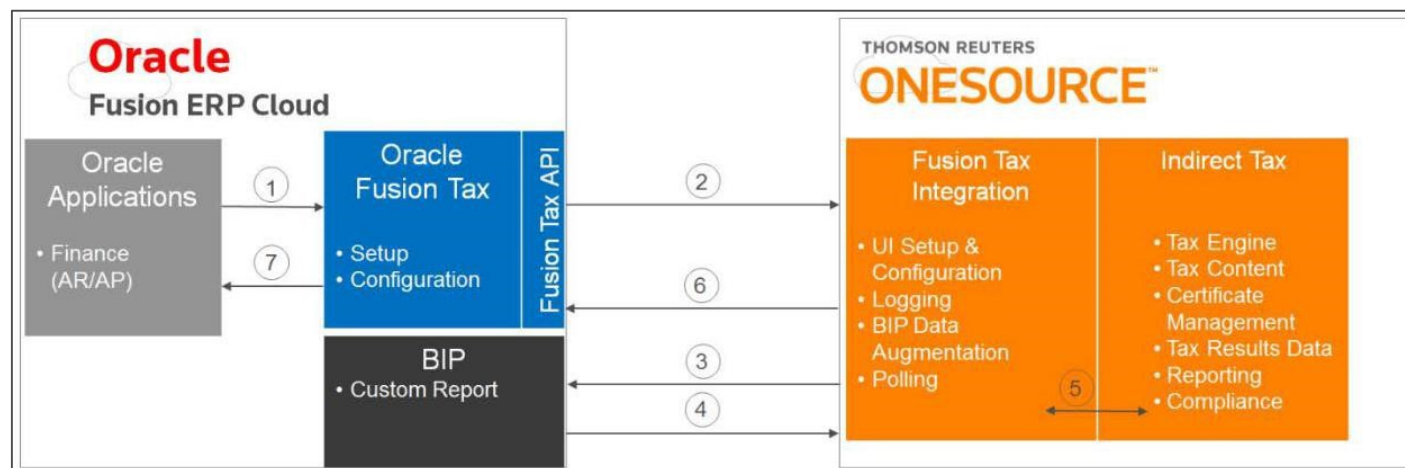 Oracle
Fusion ERP Cloud
Oracle
Applications
• Finance
(AR/AP)
1
7
Oracle
Fusion Tax
• Setup
• Configuration
Fusion Tax API
BIP
• Custom Report
2
6
3
4
THOMSON REUTERS
ONESOURCE™
Fusion Tax
Integration
• UI Setup &
Configuration
• Logging
• BIP Data
Augmentation
• Polling
5
Indirect Tax
• Tax Engine
• Tax Content
• Certificate
Management
• Tax Results Data
• Reporting
• Compliance